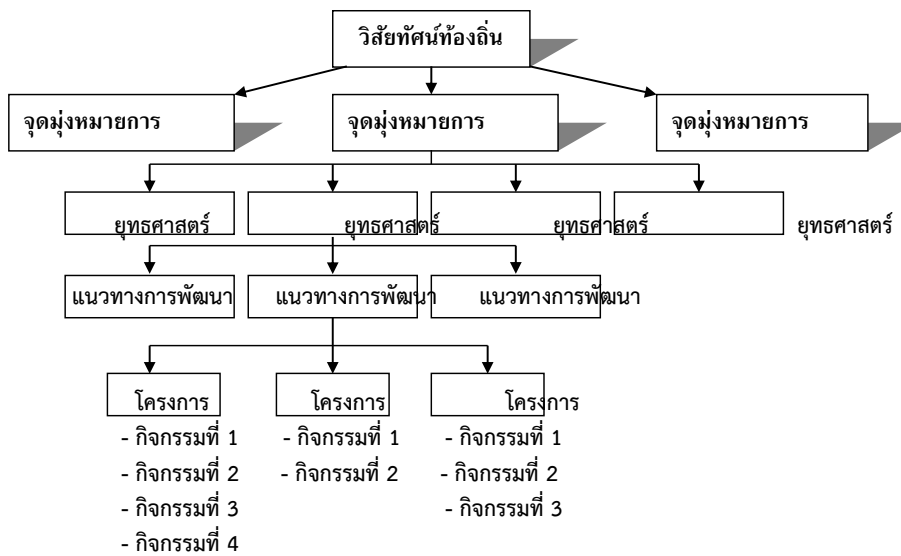 วิสัยทัศน์ท้องถิ่น
จุดมุ่งหมายการ จุดมุ่งหมายการ จุดมุ่งหมายการ
ยุทธศาสตร์ ยุทธศาสตร์ ยุทธศาสตร์ ยุทธศาสตร์
แนวทางการพัฒนา แนวทางการพัฒนา แนวทางการพัฒนา
โครงการ โครงการ โครงการ
- กิจกรรมที่ 1 - กิจกรรมที่ 1 - กิจกรรมที่ 1
- กิจกรรมที่ 2 - กิจกรรมที่ 2 - กิจกรรมที่ 2
- กิจกรรมที่ 3 - กิจกรรมที่ 3
- กิจกรรมที่ 4